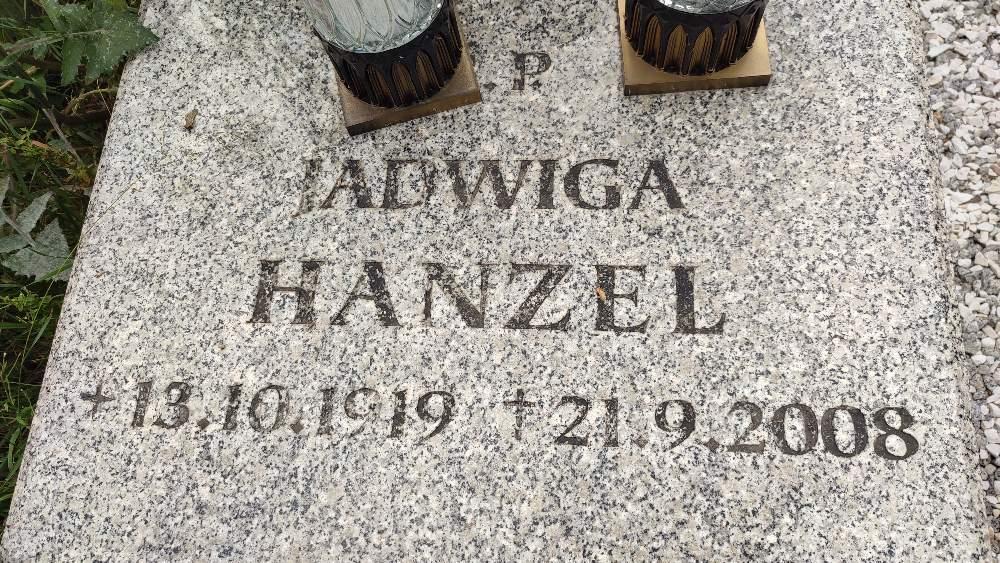 . P
JADWIGA
HANZEL
+ 13.10.1919 † 21.9.2008